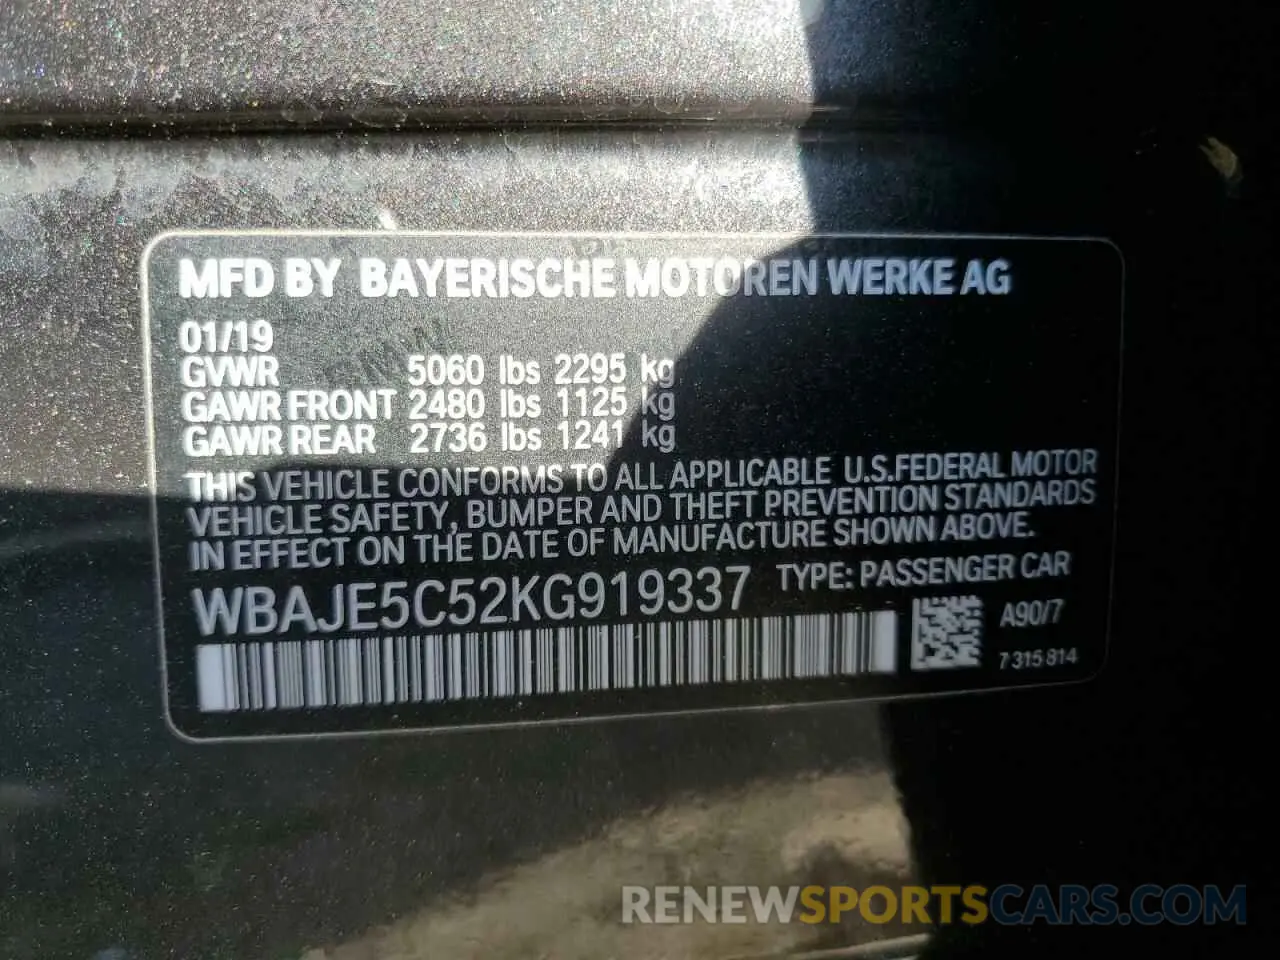 MFD BY BAYERISCHE MOTOREN WERKE AG
01/19
GVWR 5060 lbs 2295 kg
GAWR FRONT 2480 lbs 1125 kg
GAWR REAR 2736 lbs 1241 kg
THIS VEHICLE CONFORMS TO ALL APPLICABLE U.S.FEDERAL MOTOR
VEHICLE SAFETY, BUMPER AND THEFT PREVENTION STANDARDS
IN EFFECT ON THE DATE OF MANUFACTURE SHOWN ABOVE.
WBAJE5C52KG919337 TYPE: PASSENGER CAR
A90/7
7 315 814
RENEWSPORTSCARS.COM